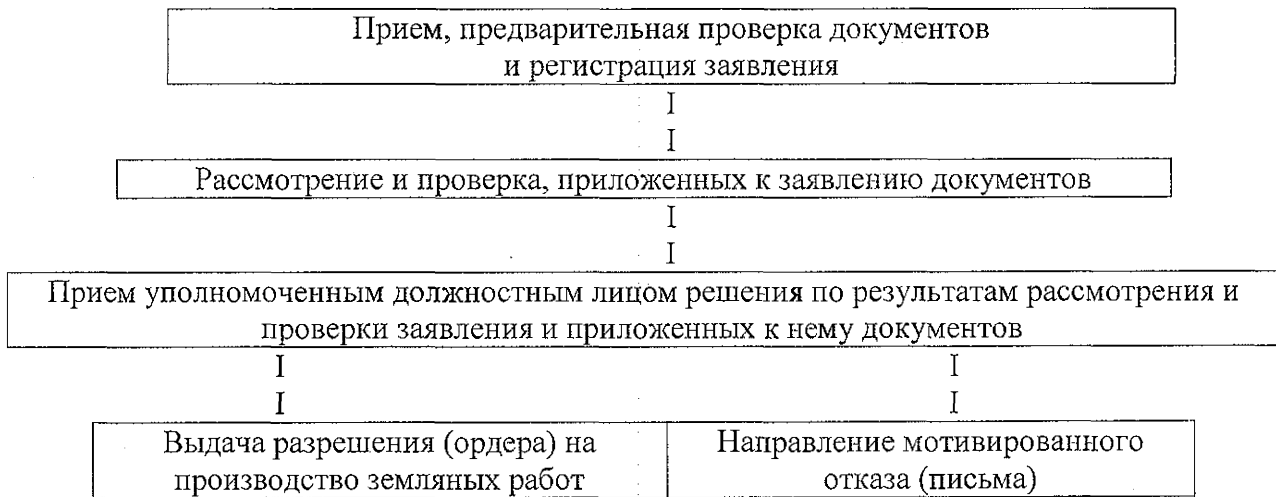 Прием, предварительная проверка документов
и регистрация заявления
I
I
Рассмотрение и проверка, приложенных к заявлению документов
I
I
Прием уполномоченным должностным лицом решения по результатам рассмотрения и
проверки заявления и приложенных к нему документов
I I
I I
Выдача разрешения (ордера) на
производство земляных работ
Направление мотивированного
отказа (письма)